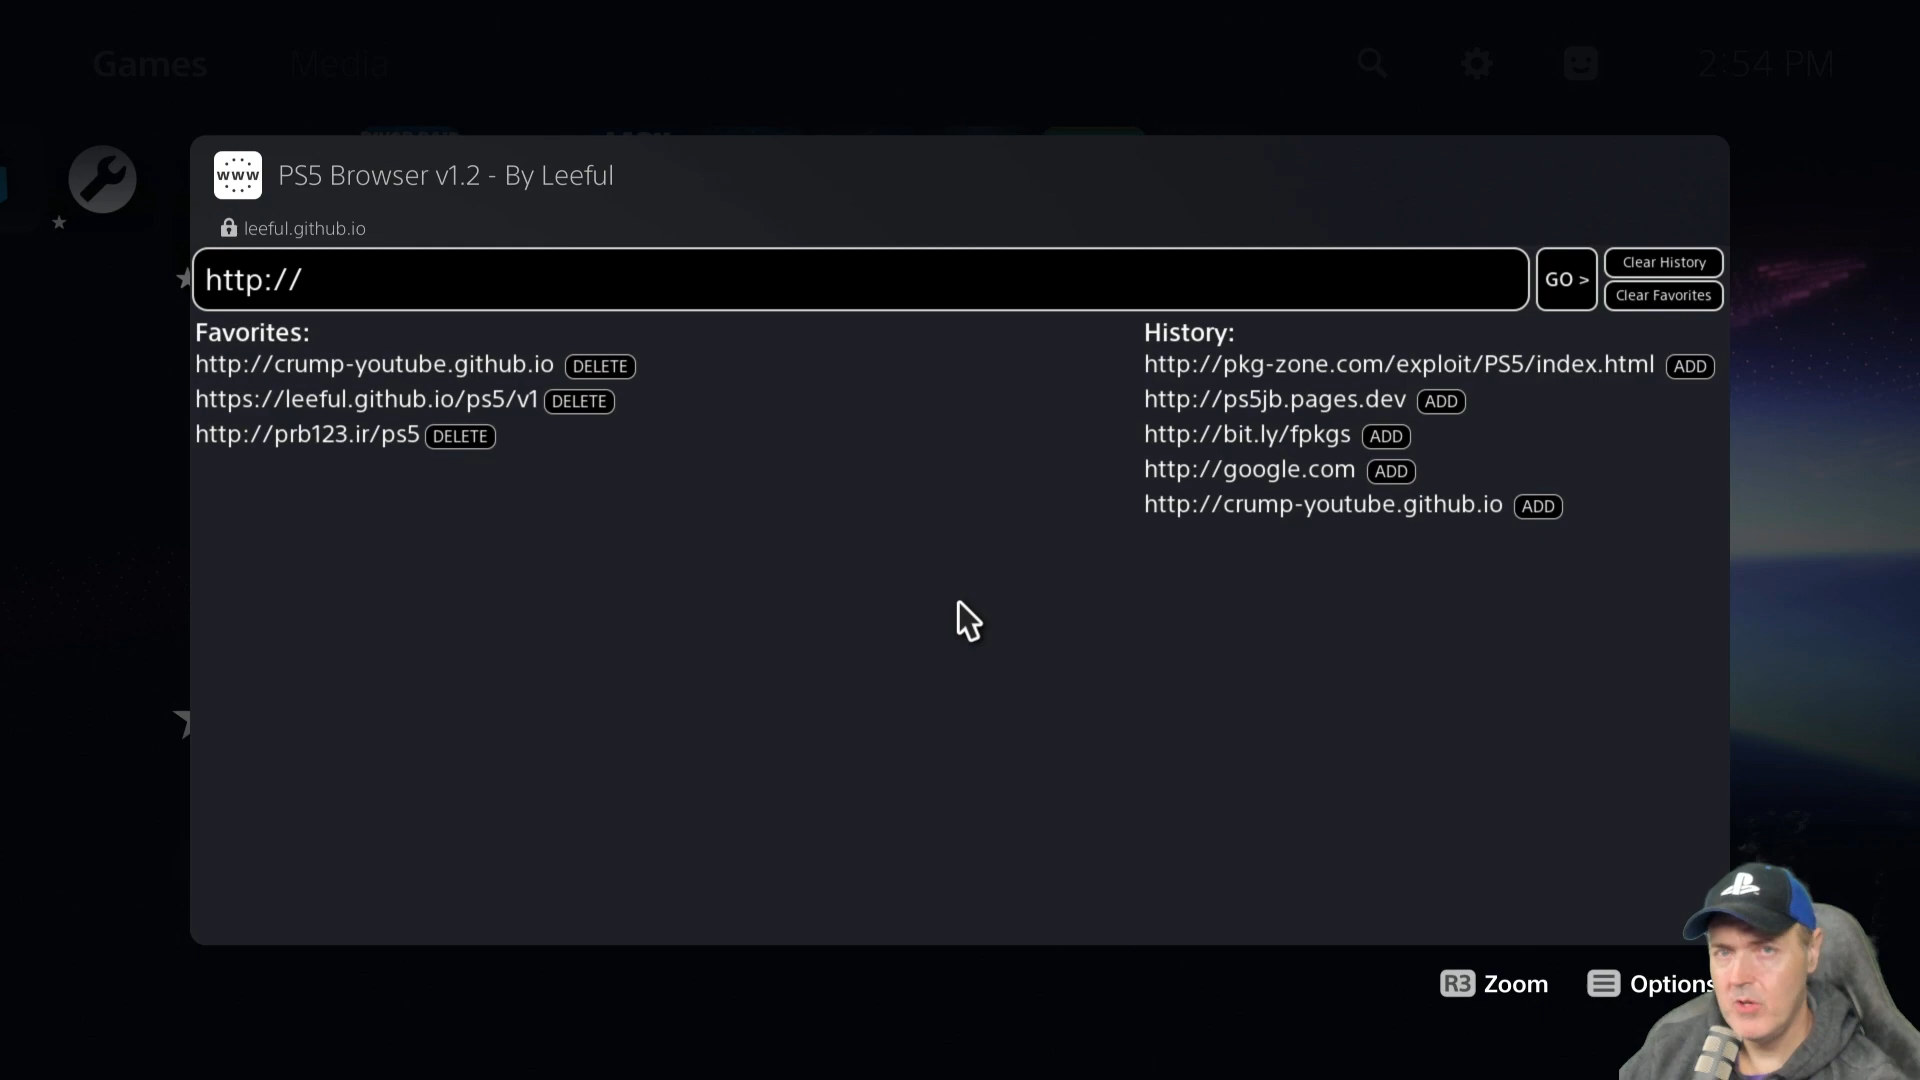 Games
Media
2:54 PM
www
PS5 Browser v1.2 - By Leeful
leeful.github.io
http://
GO >
Clear History
Clear Favorites
Favorites:
http://crump-youtube.github.io DELETE
https://leeful.github.io/ps5/v1 DELETE
http://prb123.ir/ps5 DELETE
History:
http://pkg-zone.com/exploit/PS5/index.html ADD
http://ps5jb.pages.dev ADD
http://bit.ly/fpkgs ADD
http://google.com ADD
http://crump-youtube.github.io ADD
R3 Zoom
Options